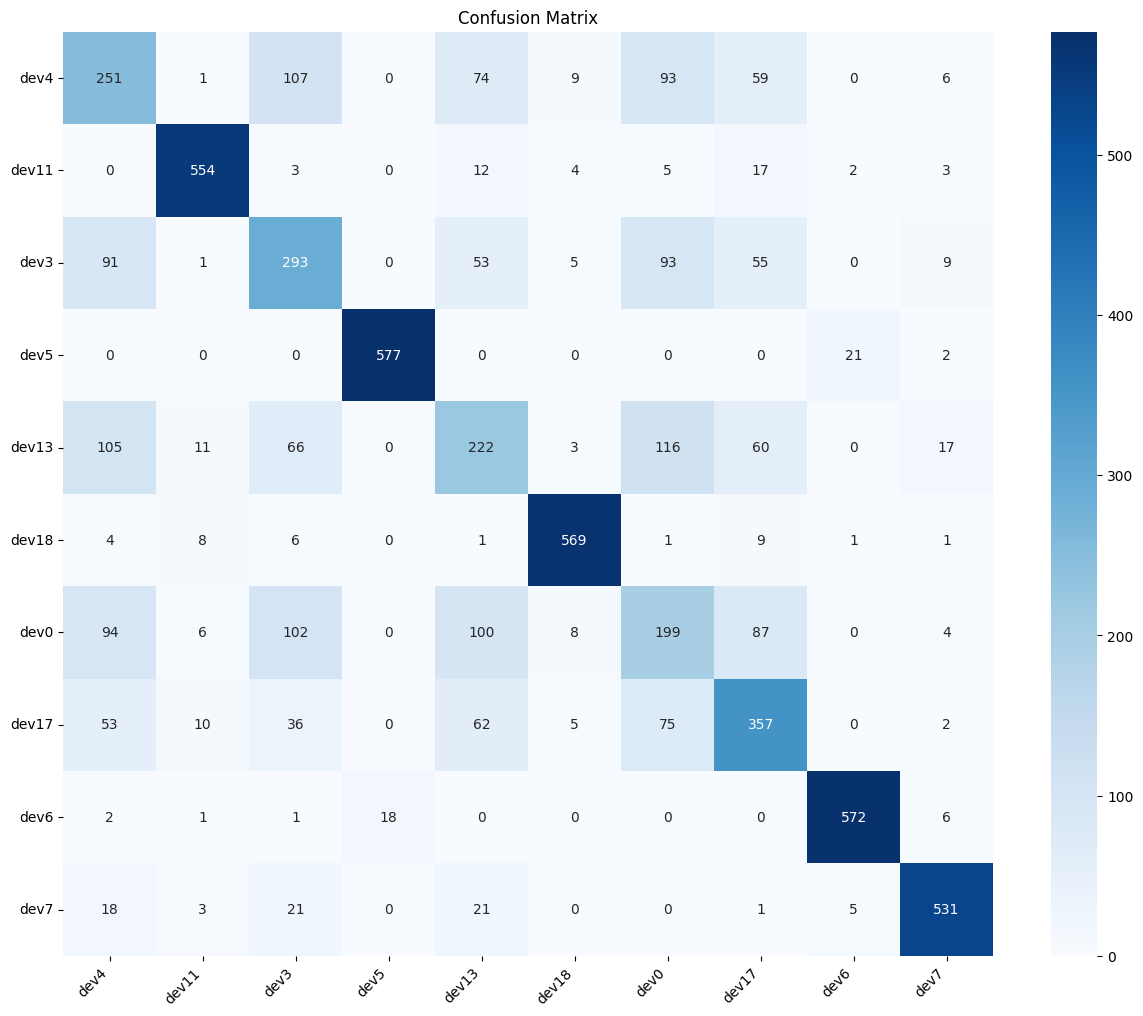 Confusion Matrix
dev4 251 1 107 0 74 9 93 59 0 6
dev11 0 554 3 0 12 4 5 17 2 3
dev3 91 1 293 0 53 5 93 55 0 9
dev5 0 0 0 577 0 0 0 0 21 2
dev13 105 11 66 0 222 3 116 60 0 17
dev18 4 8 6 0 1 569 1 9 1 1
dev0 94 6 102 0 100 8 199 87 0 4
dev17 53 10 36 0 62 5 75 357 0 2
dev6 2 1 1 18 0 0 0 0 572 6
dev7 18 3 21 0 21 0 0 1 5 531
dev4 dev11 dev3 dev5 dev13 dev18 dev0 dev17 dev6 dev7
500
400
300
200
100
0